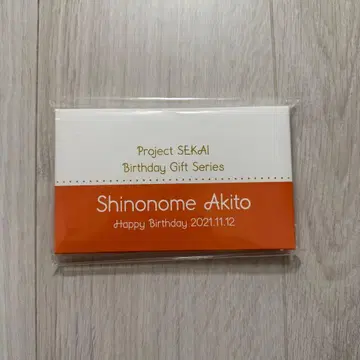 Project SEKAI
Birthday Gift Series
Shinonome Akito
Happy Birthday 2021.11.12